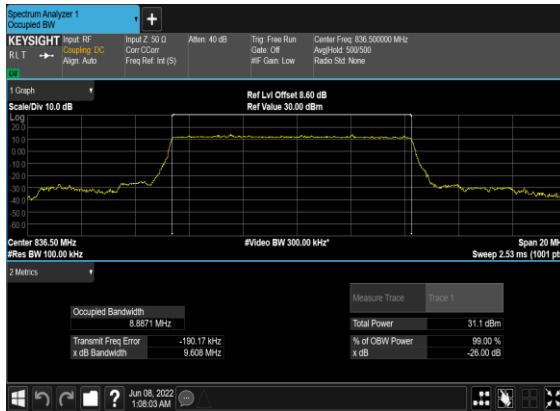 Spectrum Analyzer 1
Occupied BW
KEYSIGHT
RLT
Input: RF
Coupling: DC
Align: Auto
Input Z: 50 Ω
Corr CCorr
Freq Ref: Int (S)
Atten: 40 dB
Trig: Free Run
Gate: Off
#IF Gain: Low
Center Freq: 836.500000 MHz
Avg|Hold: 500/500
Radio Std: None
1 Graph
Scale/Div 10.0 dB
Ref Lvl Offset 8.60 dB
Ref Value 30.00 dBm
Log
20.0
10.0
0.00
-10.0
-20.0
-30.0
-40.0
-50.0
-60.0
Center 836.50 MHz
#Res BW 100.00 kHz
#Video BW 300.00 kHz*
Span 20 MH
Sweep 2.53 ms (1001 pt
2 Metrics
Measure Trace
Trace 1
Occupied Bandwidth
8.8871 MHz
Total Power
31.1 dBm
Transmit Freq Error
-190.17 kHz
% of OBW Power
99.00 %
x dB Bandwidth
9.608 MHz
x dB
-26.00 dB
?
Jun 08, 2022
1:08:03 AM